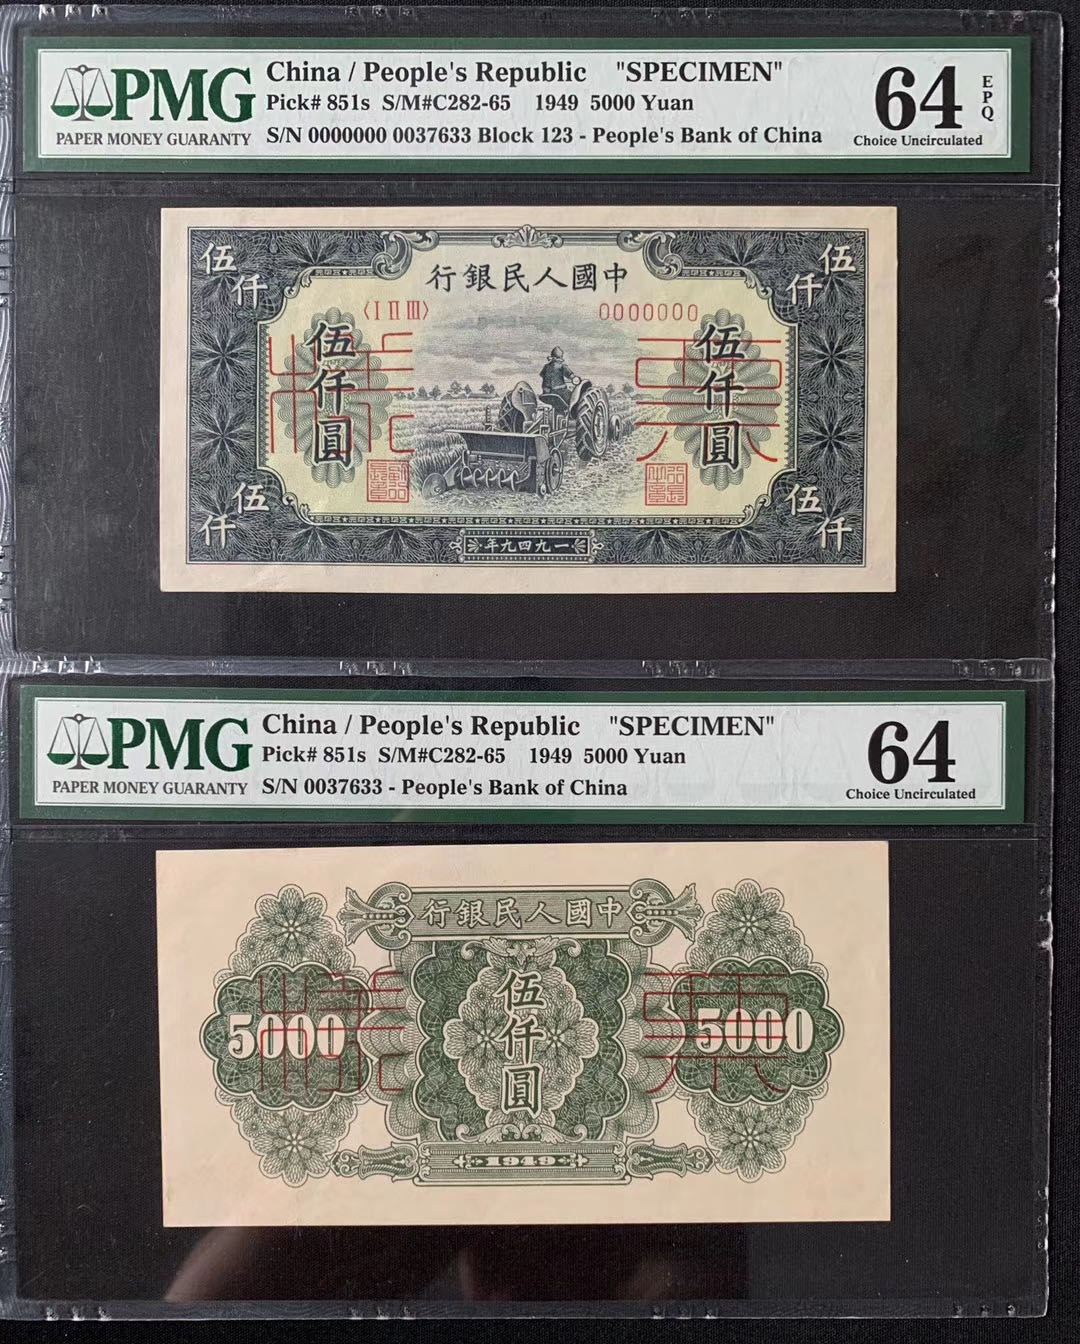 PMG
PAPER MONEY GUARANTY
China / People's Republic "SPECIMEN"
Pick# 851s S/M#C282-65 1949 5000 Yuan
S/N 0000000 0037633 Block 123 - People's Bank of China
64
EPQ
Choice Uncirculated
伍仟
伍仟
行銀民人國中
〈I II III〉
0000000
票樣
伍仟圓
伍仟圓
伍仟
伍仟
年九四九一
PMG
PAPER MONEY GUARANTY
China / People's Republic "SPECIMEN"
Pick# 851s S/M#C282-65 1949 5000 Yuan
S/N 0037633 - People's Bank of China
64
Choice Uncirculated
行銀民人國中
5000
伍仟圓
5000
票樣
1949